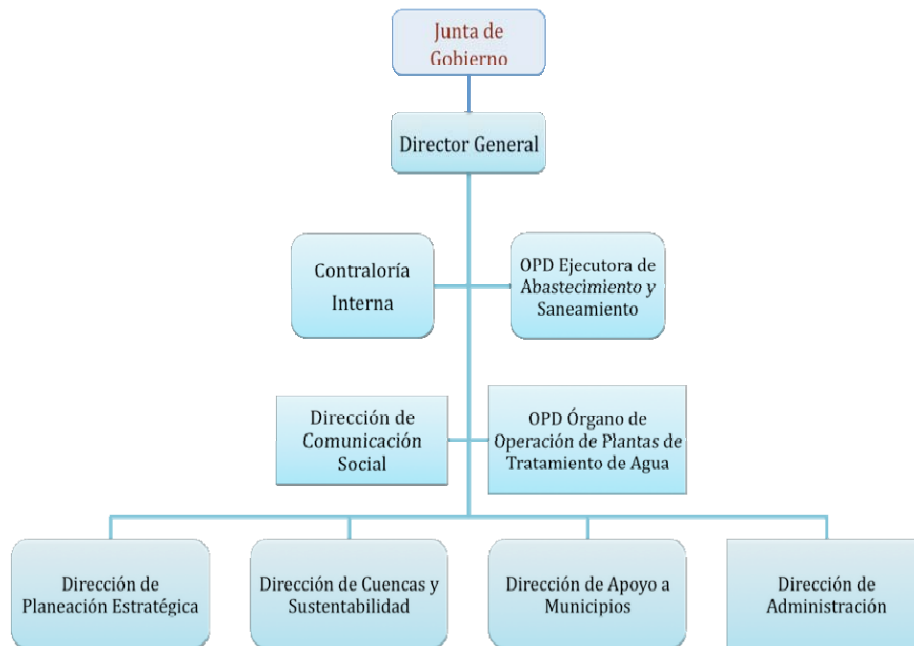 Junta de
Gobierno
Director General
Contraloría
Interna
OPD Ejecutora de
Abastecimiento y
Saneamiento
Dirección de
Comunicación
Social
OPD Órgano de
Operación de Plantas de
Tratamiento de Agua
Dirección de
Planeación Estratégica
Dirección de Cuencas y
Sustentabilidad
Dirección de Apoyo a
Municipios
Dirección de
Administración